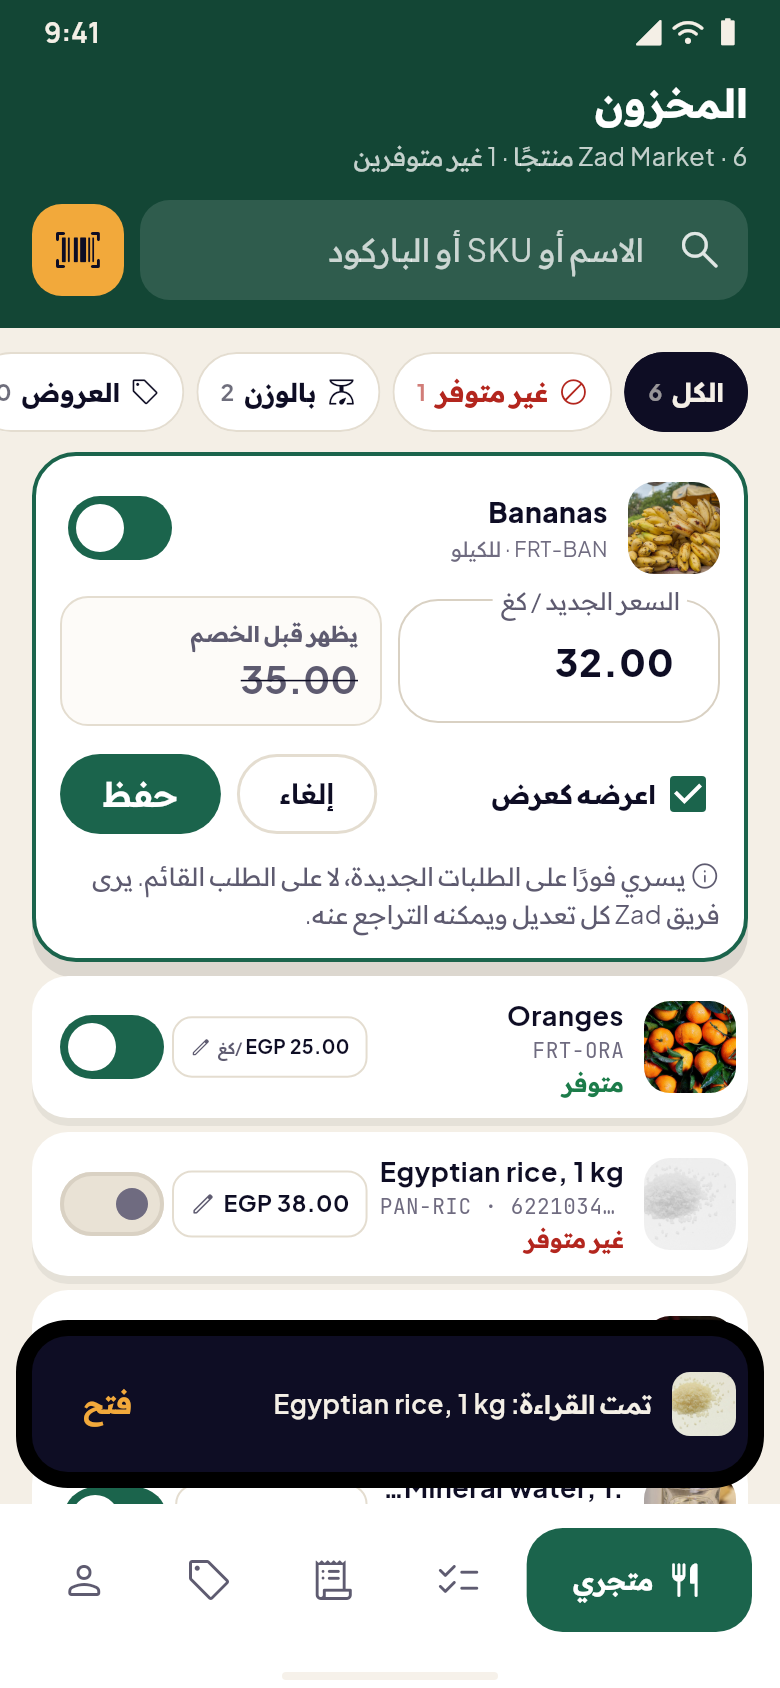 9:41
المخزون
Zad Market · 6 منتجًا · 1 غير متوفرين
الاسم أو SKU أو الباركود
الكل 6
غير متوفر 1
بالوزن 2
العروض 0
Bananas
FRT-BAN · للكيلو
السعر الجديد / كغ
32.00
يظهر قبل الخصم
35.00
اعرضه كعرض
إلغاء
حفظ
يسري فورًا على الطلبات الجديدة، لا على الطلب القائم. يرى
فريق Zad كل تعديل ويمكنه التراجع عنه.
Oranges
FRT-ORA
متوفر
EGP 25.00 /كغ
Egyptian rice, 1 kg
PAN-RIC · 6221034…
غير متوفر
EGP 38.00
تمت القراءة: Egyptian rice, 1 kg
فتح
Mineral water, 1.…
متجري